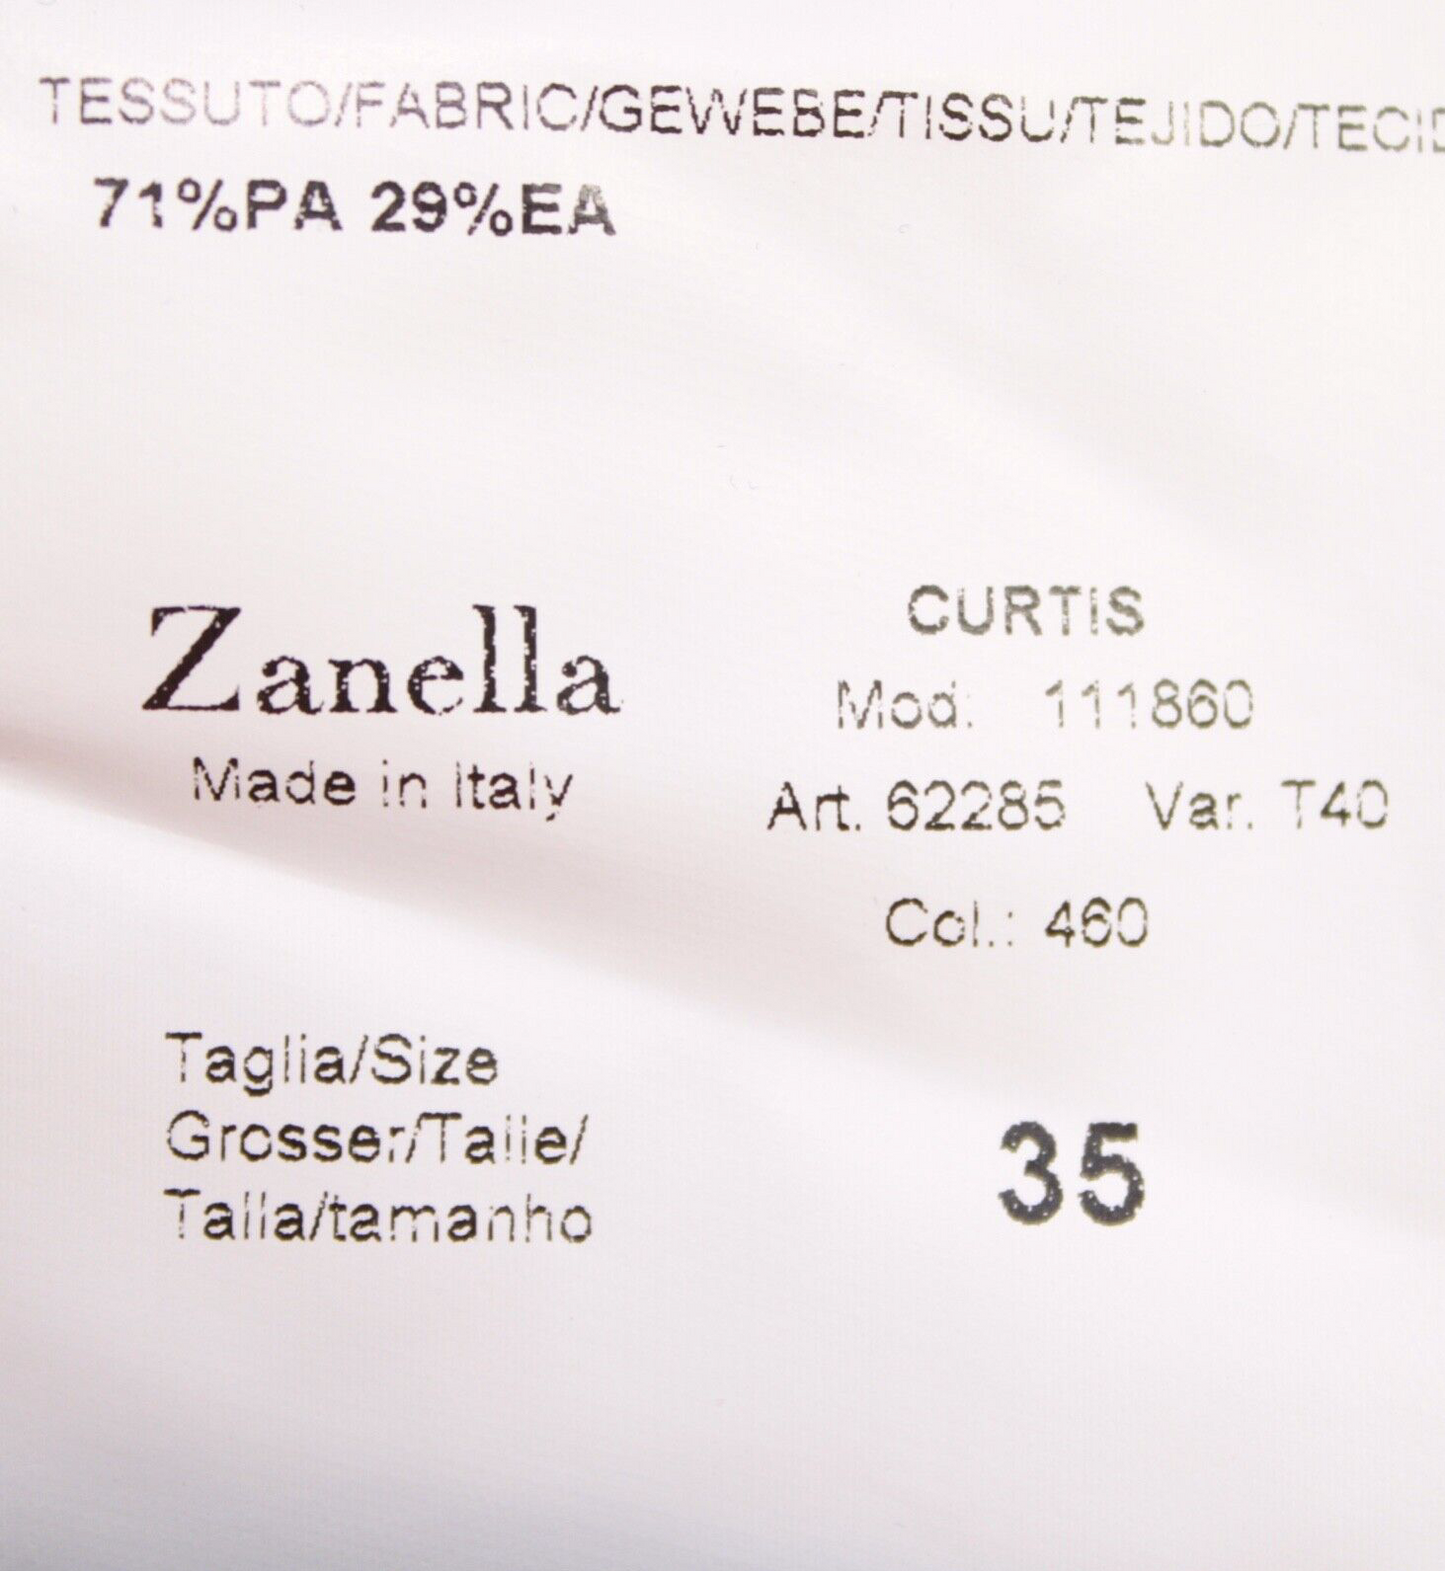 TESSUTO/FABRIC/GEWEBE/TISSU/TEJIDO/TECID
71%PA 29%EA
Zanella
Made in Italy
CURTIS
Mod: 111860
Art. 62285 Var. T40
Col.: 460
Taglia/Size
Grosser/Taille/
Talla/tamanho
35